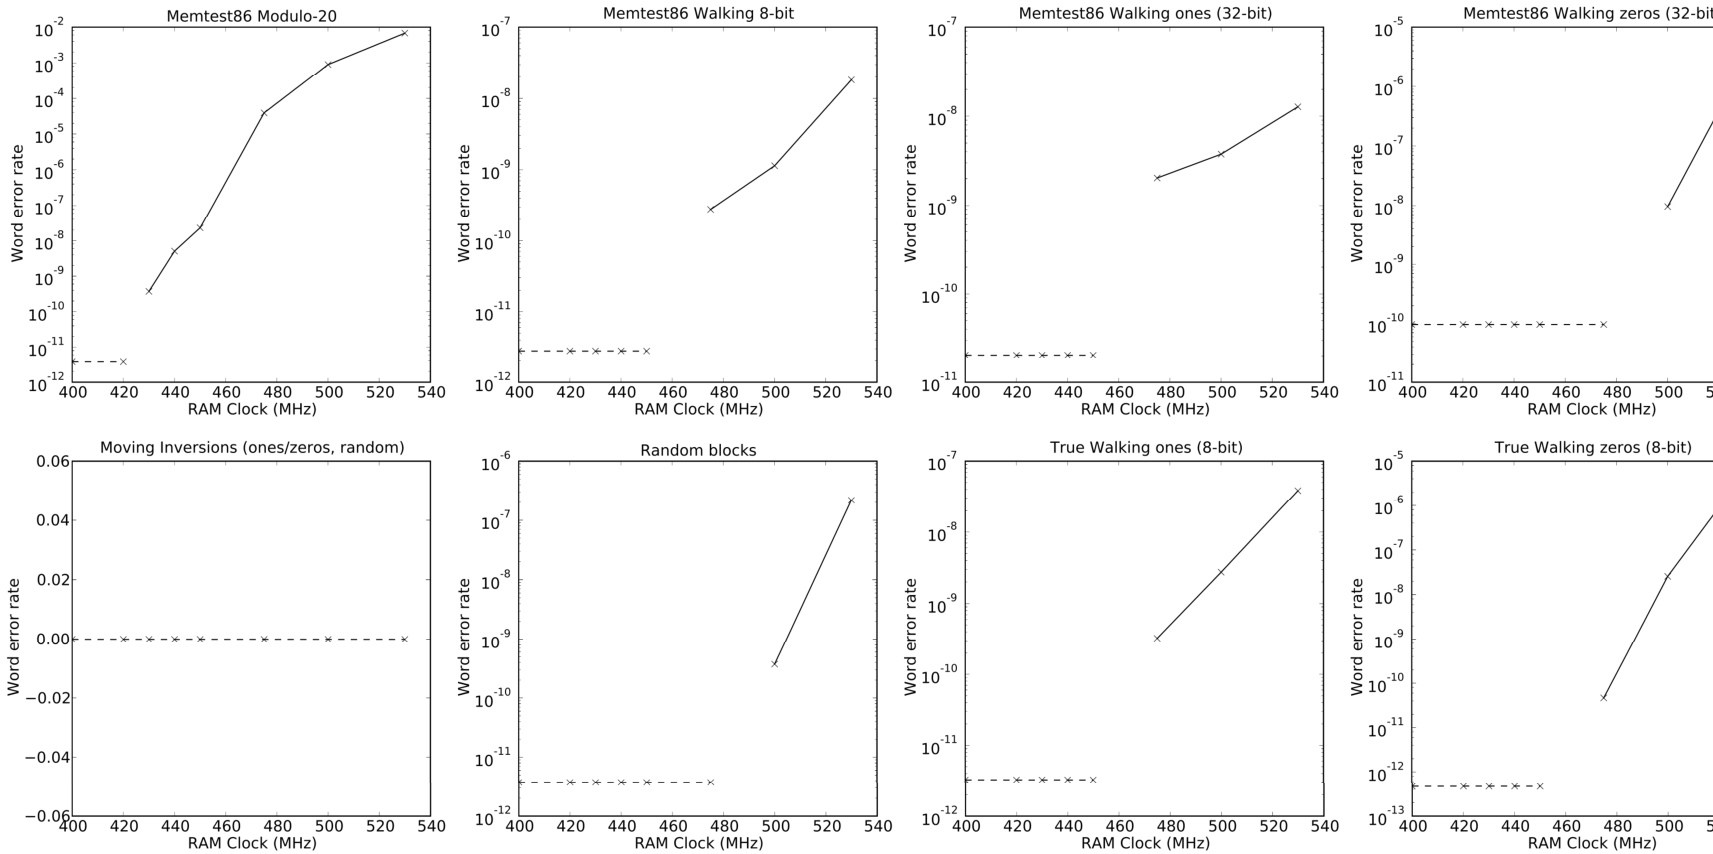 Memtest86 Modulo-20
10^-2
10^-3
10^-4
10^-5
10^-6
10^-7
10^-8
10^-9
10^-10
10^-11
10^-12
Word error rate
400 420 440 460 480 500 520 540
RAM Clock (MHz)
Memtest86 Walking 8-bit
10^-7
10^-8
10^-9
10^-10
10^-11
10^-12
Word error rate
400 420 440 460 480 500 520 540
RAM Clock (MHz)
Memtest86 Walking ones (32-bit)
10^-7
10^-8
10^-9
10^-10
10^-11
Word error rate
400 420 440 460 480 500 520 540
RAM Clock (MHz)
Memtest86 Walking zeros (32-bit
10^-5
10^-6
10^-7
10^-8
10^-9
10^-10
10^-11
Word error rate
400 420 440 460 480 500 5
RAM Clock (MHz)
Moving Inversions (ones/zeros, random)
0.06
0.04
0.02
0.00
−0.02
−0.04
−0.06
Word error rate
400 420 440 460 480 500 520 540
RAM Clock (MHz)
Random blocks
10^-6
10^-7
10^-8
10^-9
10^-10
10^-11
10^-12
Word error rate
400 420 440 460 480 500 520 540
RAM Clock (MHz)
True Walking ones (8-bit)
10^-7
10^-8
10^-9
10^-10
10^-11
10^-12
Word error rate
400 420 440 460 480 500 520 540
RAM Clock (MHz)
True Walking zeros (8-bit)
10^-5
10^-6
10^-7
10^-8
10^-9
10^-10
10^-11
10^-12
10^-13
Word error rate
400 420 440 460 480 500 5
RAM Clock (MHz)